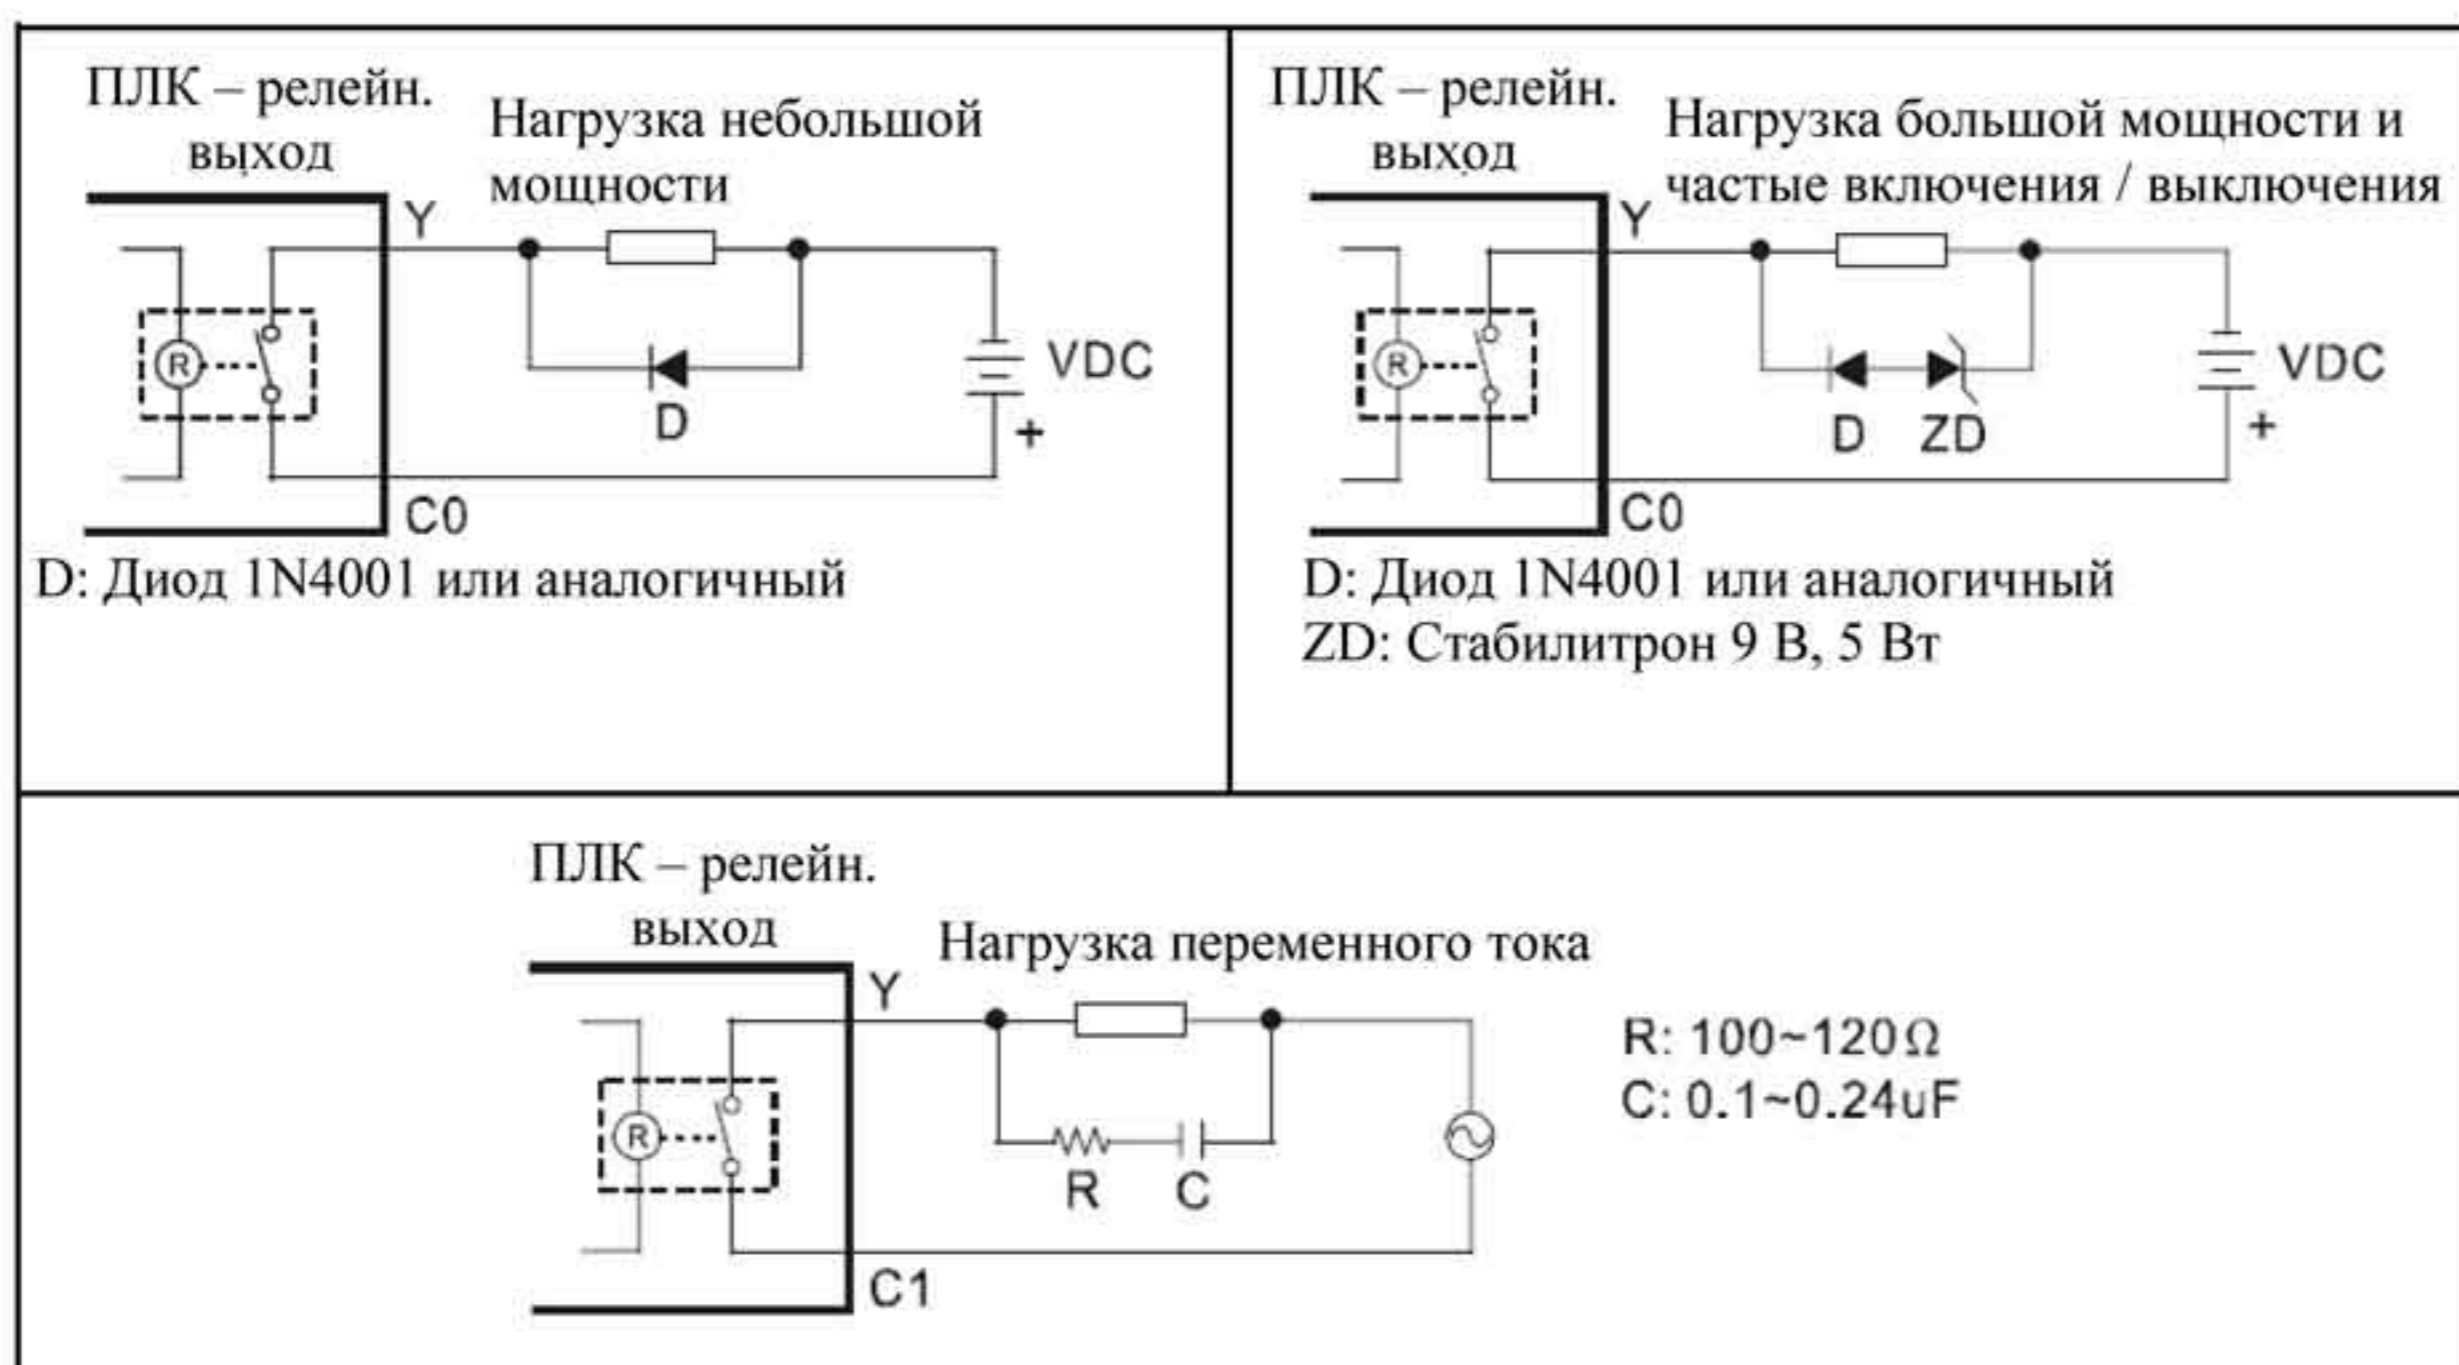 ПЛК – релейн.
выход
Нагрузка небольшой
мощности
Y
R
D
VDC
+
C0
D: Диод 1N4001 или аналогичный
ПЛК – релейн.
выход
Нагрузка большой мощности и
частые включения / выключения
Y
R
D ZD
VDC
+
C0
D: Диод 1N4001 или аналогичный
ZD: Стабилитрон 9 В, 5 Вт
ПЛК – релейн.
выход
Нагрузка переменного тока
Y
R
R C
C1
R: 100~120Ω
C: 0.1~0.24uF